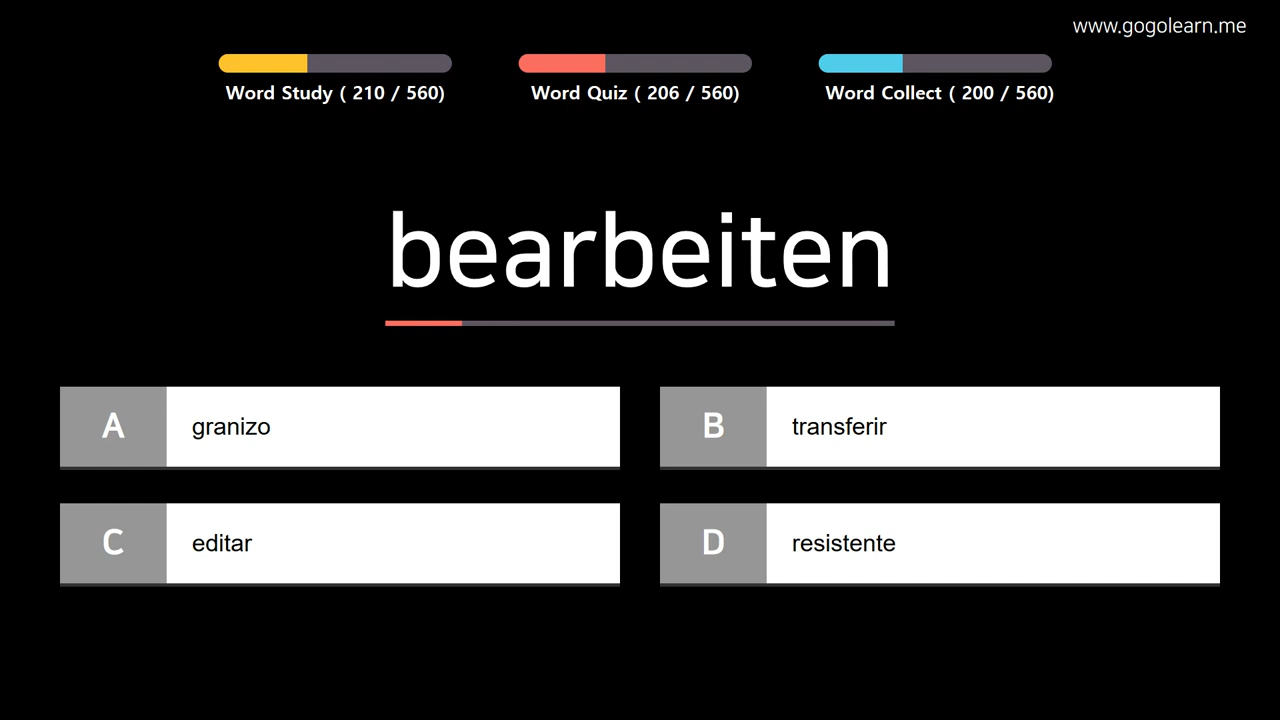 www.gogolearn.me
Word Study ( 210 / 560)
Word Quiz ( 206 / 560)
Word Collect ( 200 / 560)
bearbeiten
A granizo
B transferir
C editar
D resistente